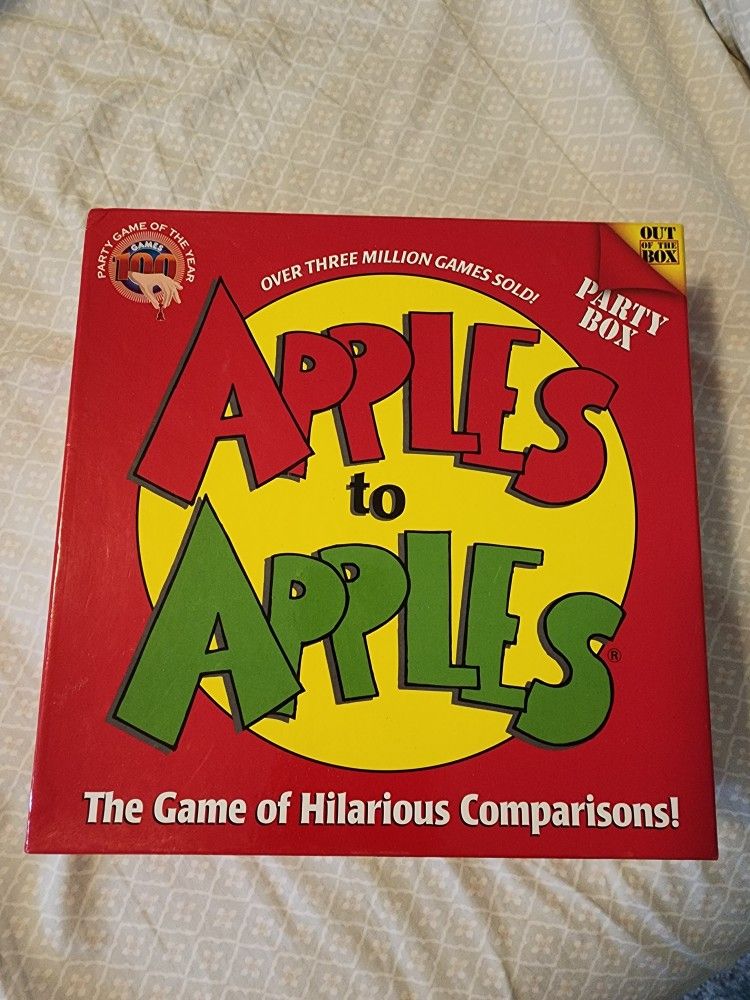 PARTY GAME OF THE YEAR
GAMES
100
OVER THREE MILLION GAMES SOLD!
OUT
OF THE
BOX
PARTY
BOX
APPLES
to
APPLES®
The Game of Hilarious Comparisons!